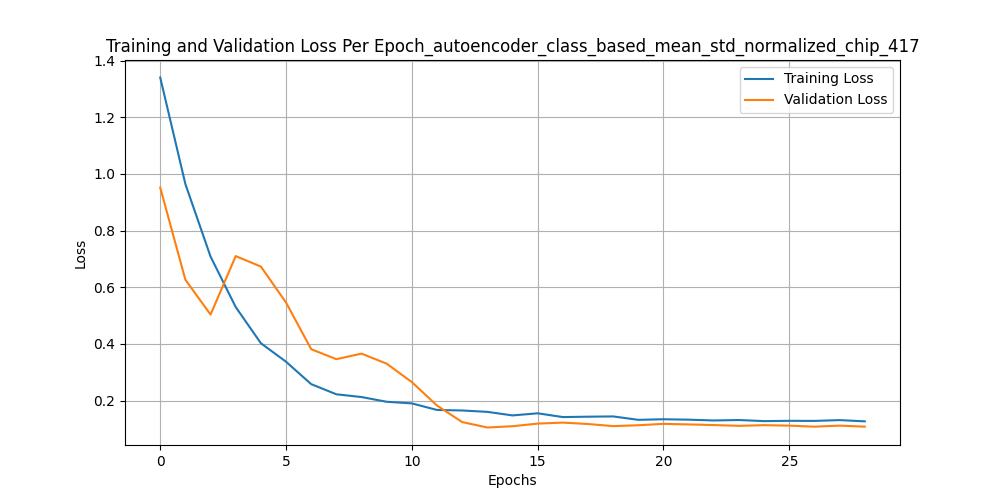 Training and Validation Loss Per Epoch_autoencoder_class_based_mean_std_normalized_chip_417
Training Loss
Validation Loss
1.4
1.2
1.0
0.8
0.6
0.4
0.2
Loss
0 5 10 15 20 25
Epochs